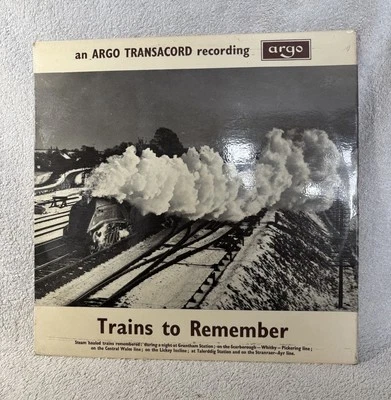 an ARGO TRANSACORD recording argo
Trains to Remember
Steam hauled trains remembered: during a night at Grantham Station; on the Scarborough—Whitby—Pickering line;
on the Central Wales line; on the Lickey Incline; at Talerddig Station and on the Stranraer-Ayr line.